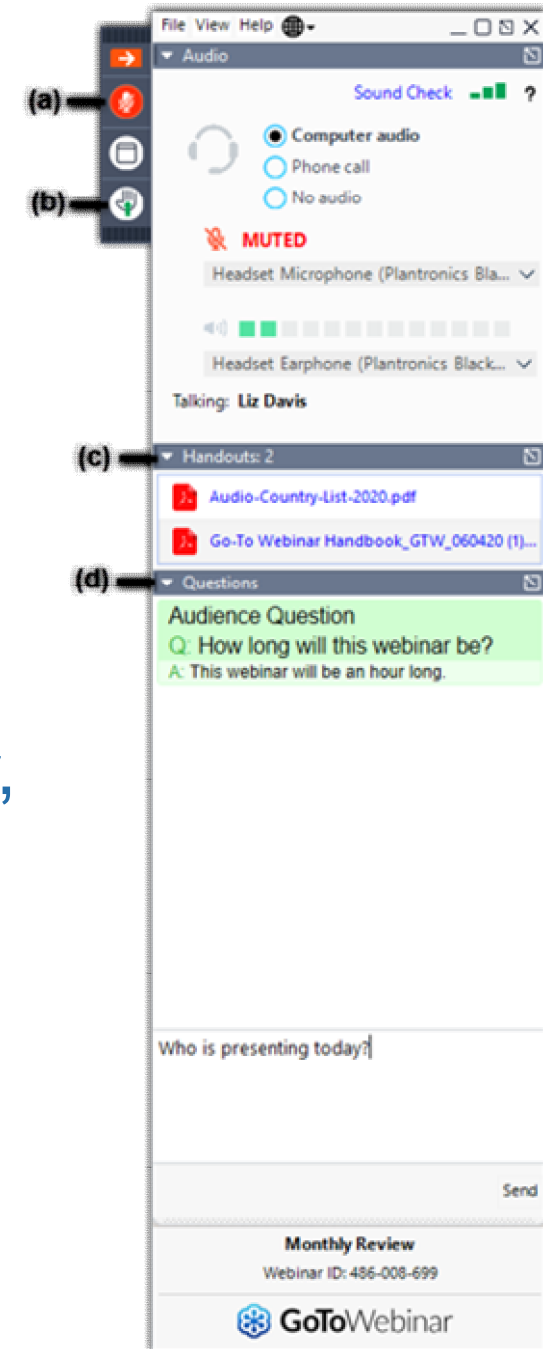 File View Help
Audio
(a)
Sound Check ?
Computer audio
Phone call
(b)
No audio
MUTED
Headset Microphone (Plantronics Bla...
Headset Earphone (Plantronics Black...
Talking: Liz Davis
(c)
Handouts: 2
Audio-Country-List-2020.pdf
Go-To Webinar Handbook_GTW_060420 (1)...
(d)
Questions
Audience Question
Q: How long will this webinar be?
A: This webinar will be an hour long.
,
Who is presenting today?
Send
Monthly Review
Webinar ID: 486-008-699
GoToWebinar